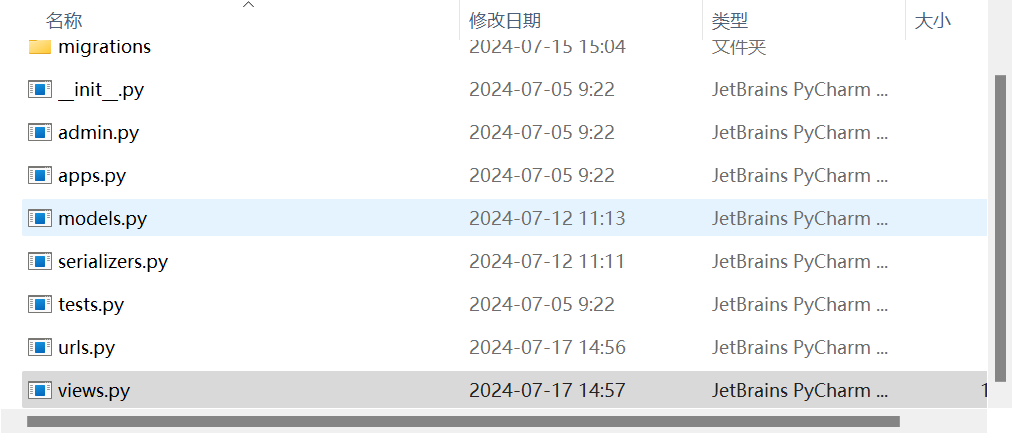 名称 修改日期 类型 大小
migrations 2024-07-15 15:04 文件夹
__init__.py 2024-07-05 9:22 JetBrains PyCharm ...
admin.py 2024-07-05 9:22 JetBrains PyCharm ...
apps.py 2024-07-05 9:22 JetBrains PyCharm ...
models.py 2024-07-12 11:13 JetBrains PyCharm ...
serializers.py 2024-07-12 11:11 JetBrains PyCharm ...
tests.py 2024-07-05 9:22 JetBrains PyCharm ...
urls.py 2024-07-17 14:56 JetBrains PyCharm ...
views.py 2024-07-17 14:57 JetBrains PyCharm ... 1